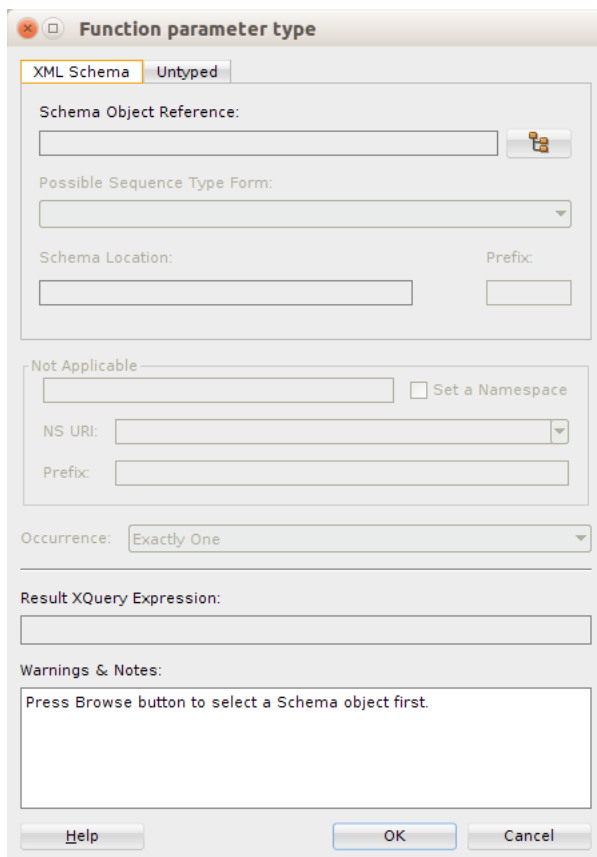 Function parameter type
XML Schema Untyped
Schema Object Reference:
Possible Sequence Type Form:
Schema Location: Prefix:
Not Applicable
Set a Namespace
NS URI:
Prefix:
Occurrence: Exactly One
Result XQuery Expression:
Warnings & Notes:
Press Browse button to select a Schema object first.
Help OK Cancel